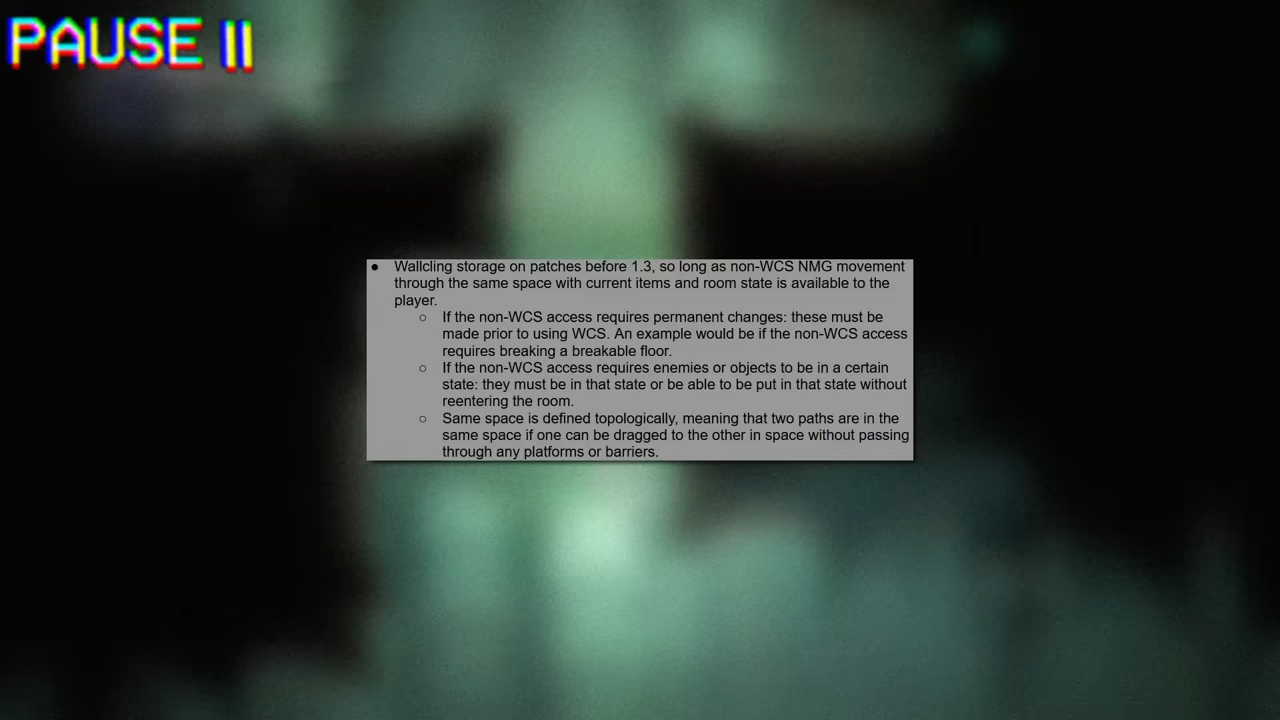 PAUSE II
● Wallcling storage on patches before 1.3, so long as non-WCS NMG movement
through the same space with current items and room state is available to the
player.
○ If the non-WCS access requires permanent changes: these must be
made prior to using WCS. An example would be if the non-WCS access
requires breaking a breakable floor.
○ If the non-WCS access requires enemies or objects to be in a certain
state: they must be in that state or be able to be put in that state without
reentering the room.
○ Same space is defined topologically, meaning that two paths are in the
same space if one can be dragged to the other in space without passing
through any platforms or barriers.